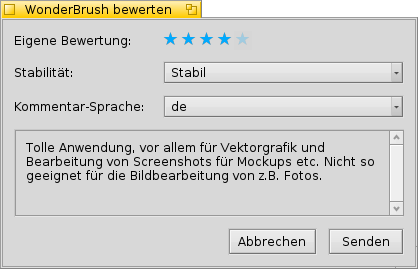 WonderBrush bewerten
Eigene Bewertung:
Stabilität: Stabil
Kommentar-Sprache: de
Tolle Anwendung, vor allem für Vektorgrafik und
Bearbeitung von Screenshots für Mockups etc. Nicht so
geeignet für die Bildbearbeitung von z.B. Fotos.
Abbrechen Senden